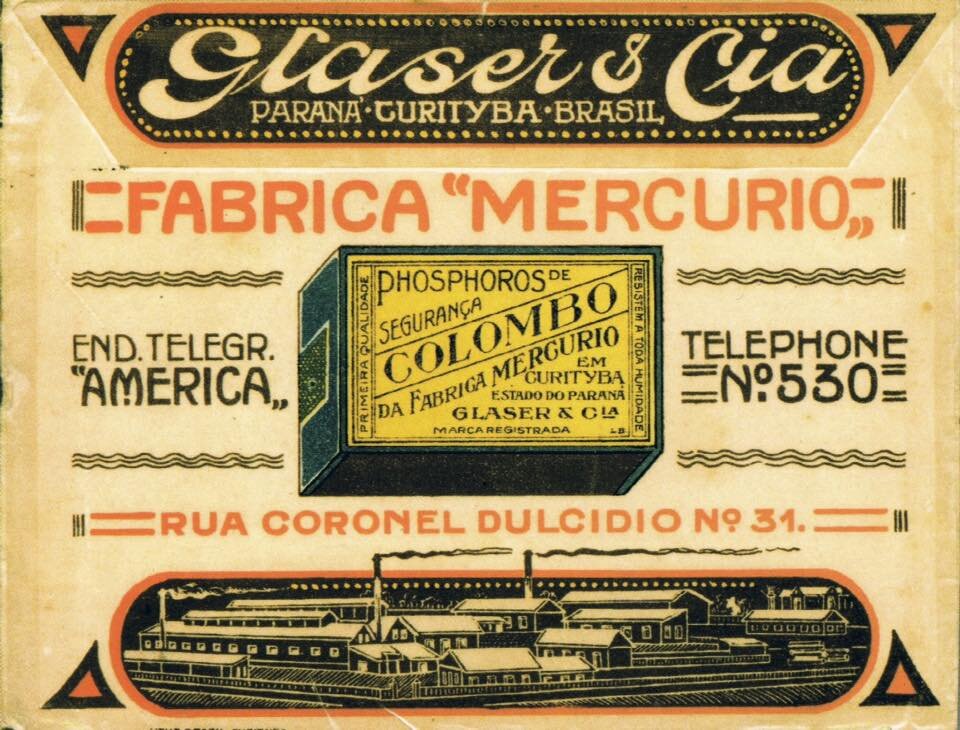 Glaser & Cia
PARANÁ · CURITYBA · BRASIL
FABRICA "MERCURIO„
END. TELEGR.
"AMERICA„
PRIMEIRA QUALIDADE
PHOSPHOROS DE
SEGURANÇA
COLOMBO
DA FABRICA MERCURIO
EM
CURITYBA
ESTADO DO PARANÁ
GLASER & CIA
MARCA REGISTRADA
LB
RESISTEM A TODA HUMIDADE
TELEPHONE
Nº 530
RUA CORONEL DULCIDIO Nº 31.